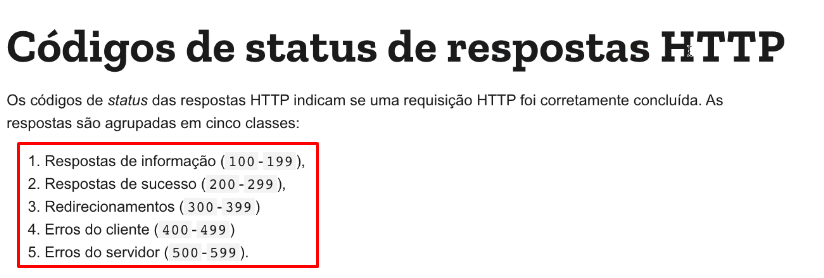 Códigos de status de respostas HTTP
Os códigos de status das respostas HTTP indicam se uma requisição HTTP foi corretamente concluída. As
respostas são agrupadas em cinco classes:
1. Respostas de informação (100-199),
2. Respostas de sucesso (200-299),
3. Redirecionamentos (300-399)
4. Erros do cliente (400-499)
5. Erros do servidor (500-599).